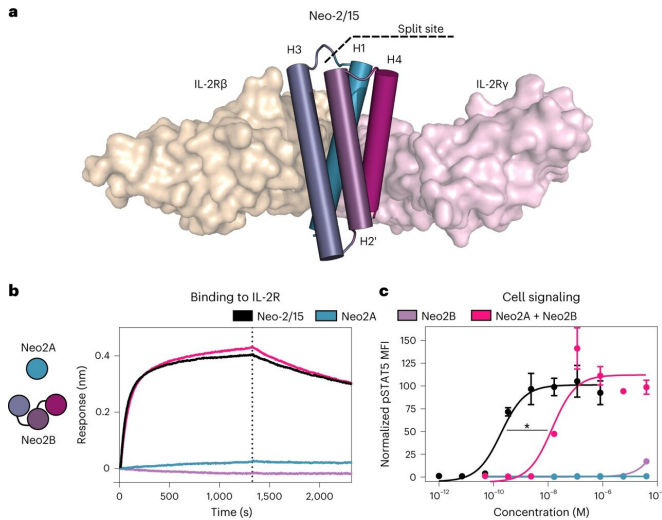 a
Neo-2/15
Split site
H3
H1
H4
IL-2Rβ
IL-2Rγ
H2'
b
Binding to IL-2R
Neo-2/15
Neo2A
Neo2A
Neo2B
Response (nm)
0.4
0.2
0
0
500
1,000
1,500
2,000
Time (s)
c
Cell signaling
Neo2B
Neo2A + Neo2B
Normalized pSTAT5 MFI
150
125
100
75
50
25
0
*
10⁻¹²
10⁻¹⁰
10⁻⁸
10⁻⁶
Concentration (M)